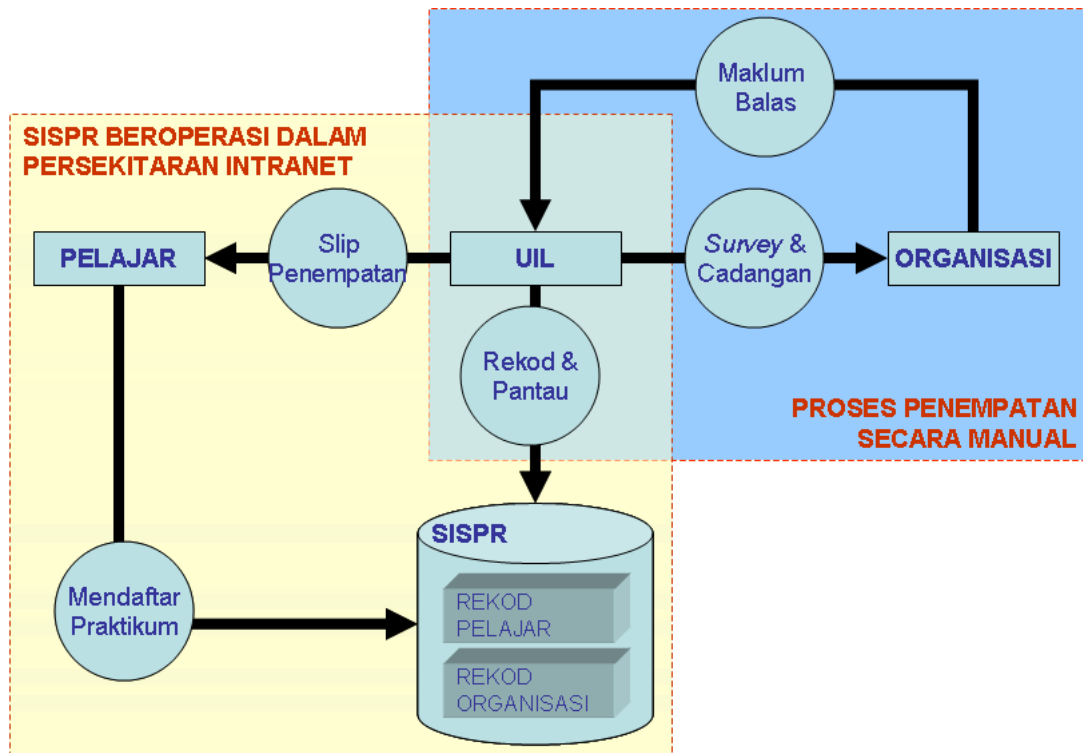 Maklum
Balas
SISPR BEROPERASI DALAM
PERSEKITARAN INTRANET
PELAJAR
Slip
Penempatan
UIL
Survey &
Cadangan
ORGANISASI
Rekod &
Pantau
PROSES PENEMPATAN
SECARA MANUAL
SISPR
Mendaftar
Praktikum
REKOD
PELAJAR
REKOD
ORGANISASI